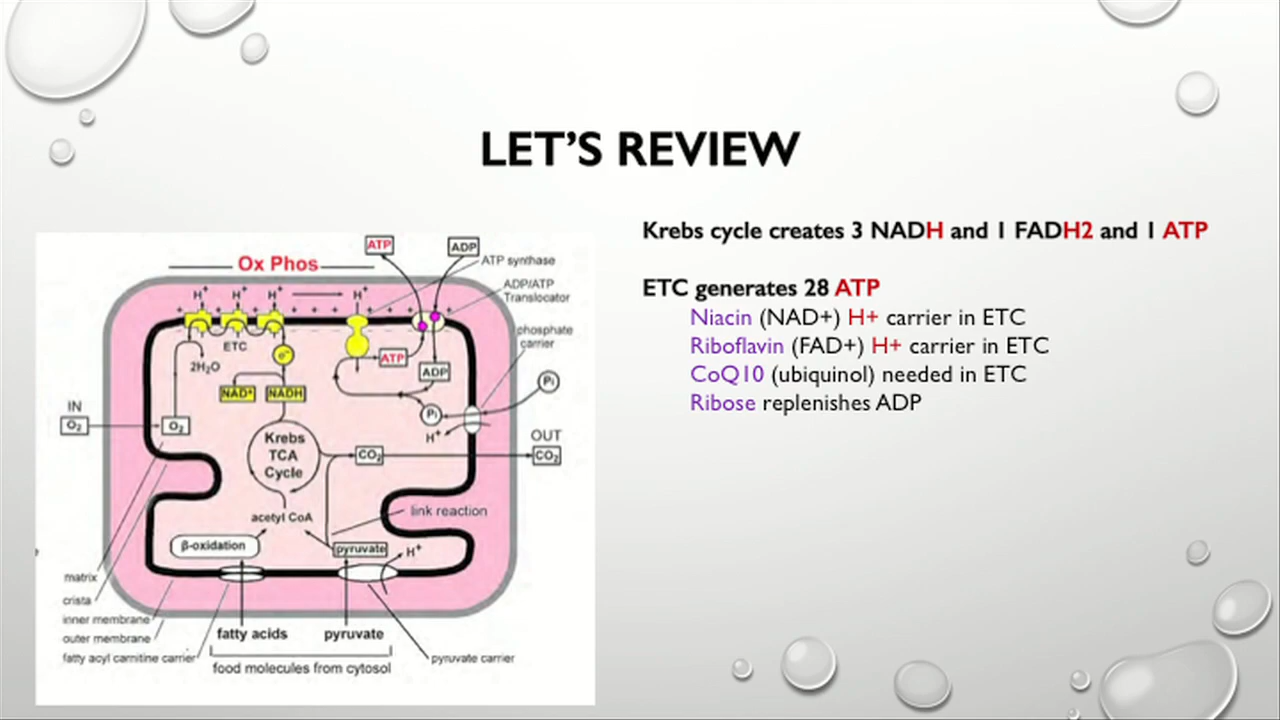 LET'S REVIEW
Krebs cycle creates 3 NADH and 1 FADH2 and 1 ATP
ETC generates 28 ATP
Niacin (NAD+) H+ carrier in ETC
Riboflavin (FAD+) H+ carrier in ETC
CoQ10 (ubiquinol) needed in ETC
Ribose replenishes ADP
ATP
ADP
Ox Phos
ATP synthase
ADP/ATP
Translocator
H+ H+ H+ H+
phosphate
carrier
ETC
e-
2H₂O
ATP
ADP
NAD+ NADH
Pi
Pi
H+
IN
O₂
O₂
Krebs
TCA
Cycle
CO₂
OUT
CO₂
acetyl CoA
link reaction
β-oxidation
pyruvate
H+
matrix
crista
inner membrane
outer membrane
fatty acyl carnitine carrier
fatty acids
pyruvate
pyruvate carrier
food molecules from cytosol